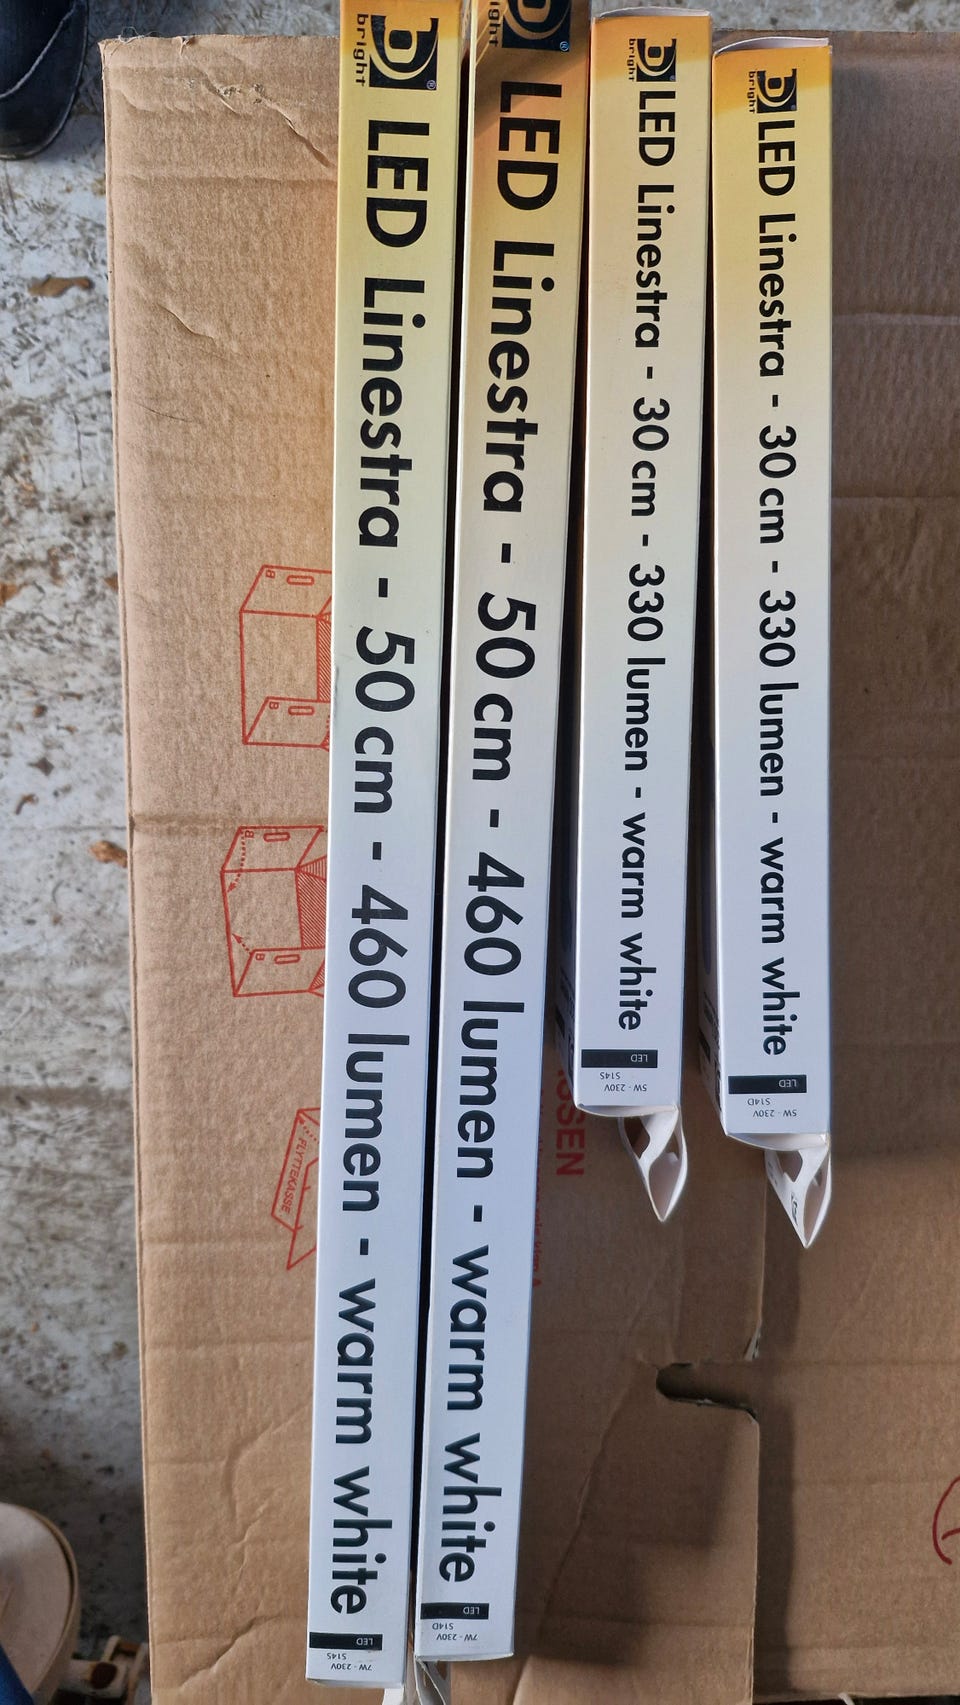 bright®
LED Linestra - 50 cm - 460 lumen - warm white
LED
7W - 230V
S14S
bright®
LED Linestra - 50 cm - 460 lumen - warm white
LED
7W - 230V
S14D
bright
LED Linestra - 30 cm - 330 lumen - warm white
LED
5W - 230V
S14S
bright
LED Linestra - 30 cm - 330 lumen - warm white
LED
5W - 230V
S14D
B
B
B
B
FLYTTEKASSE